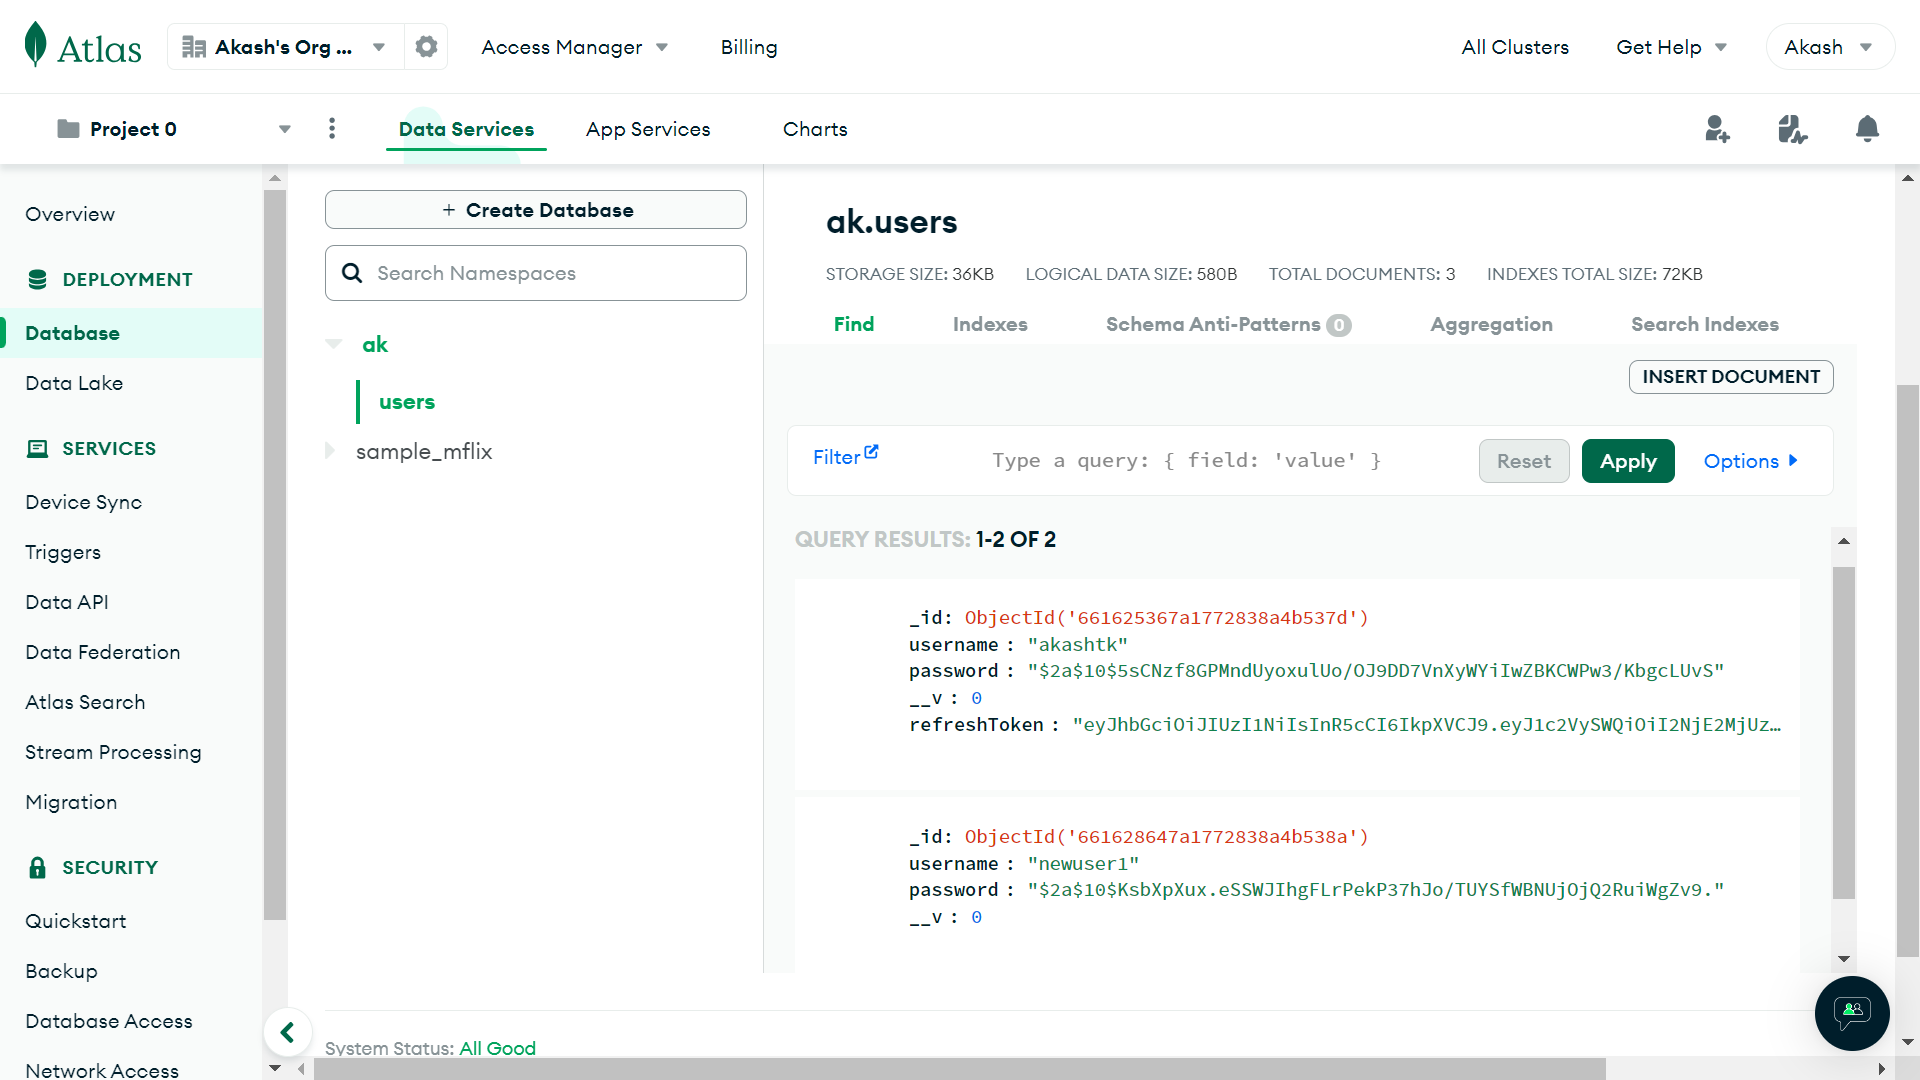 Atlas
Akash's Org ...
Access Manager
Billing
All Clusters
Get Help
Akash
Project 0
Data Services
App Services
Charts
Overview
DEPLOYMENT
Database
Data Lake
SERVICES
Device Sync
Triggers
Data API
Data Federation
Atlas Search
Stream Processing
Migration
SECURITY
Quickstart
Backup
Database Access
Network Access
+ Create Database
Search Namespaces
ak
users
sample_mflix
ak.users
STORAGE SIZE: 36KB LOGICAL DATA SIZE: 580B TOTAL DOCUMENTS: 3 INDEXES TOTAL SIZE: 72KB
Find Indexes Schema Anti-Patterns 0 Aggregation Search Indexes
INSERT DOCUMENT
Filter Type a query: { field: 'value' } Reset Apply Options
QUERY RESULTS: 1-2 OF 2
_id: ObjectId('661625367a1772838a4b537d')
username : "akashtk"
password : "$2a$10$5sCNzf8GPMndUyoxulUo/OJ9DD7VnXyWYiIwZBKCWPw3/KbgcLUvS"
__v : 0
refreshToken : "eyJhbGciOiJIUzI1NiIsInR5cCI6IkpXVCJ9.eyJ1c2VySWQiOiI2NjE2MjUz…
_id: ObjectId('661628647a1772838a4b538a')
username : "newuser1"
password : "$2a$10$KsbXpXux.eSSWJIhgFLrPekP37hJo/TUYSfWBNUjOjQ2RuiWgZv9."
__v : 0
System Status: All Good